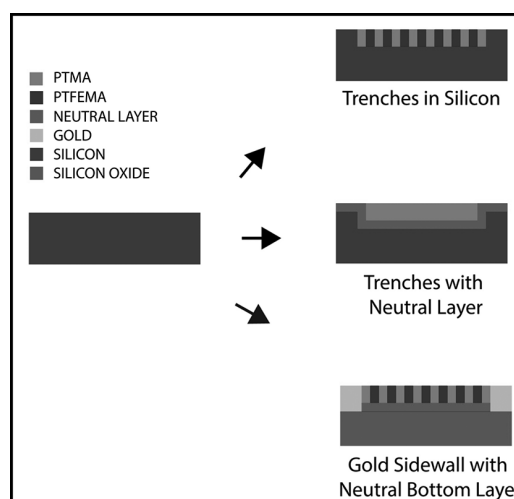 PTMA
PTFEMA
NEUTRAL LAYER
GOLD
SILICON
SILICON OXIDE
Trenches in Silicon
Trenches with
Neutral Layer
Gold Sidewall with
Neutral Bottom Laye